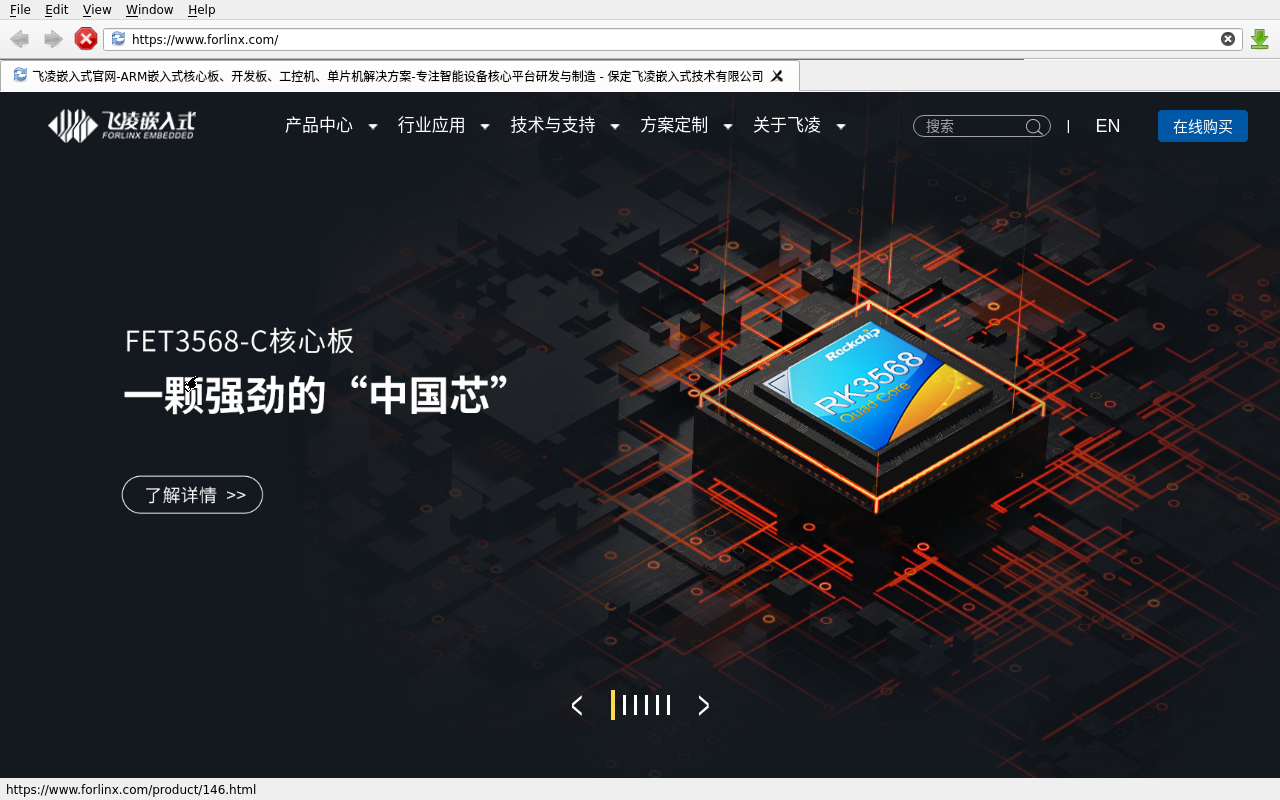 File Edit View Window Help
https://www.forlinx.com/
飞凌嵌入式官网-ARM嵌入式核心板、开发板、工控机、单片机解决方案-专注智能设备核心平台研发与制造 - 保定飞凌嵌入式技术有限公司
飞凌嵌入式
FORLINX EMBEDDED
产品中心 行业应用 技术与支持 方案定制 关于飞凌 搜索 | EN 在线购买
FET3568-C核心板
一颗强劲的“中国芯”
Rockchip
RK3568
Quad Core
了解详情 >>
https://www.forlinx.com/product/146.html